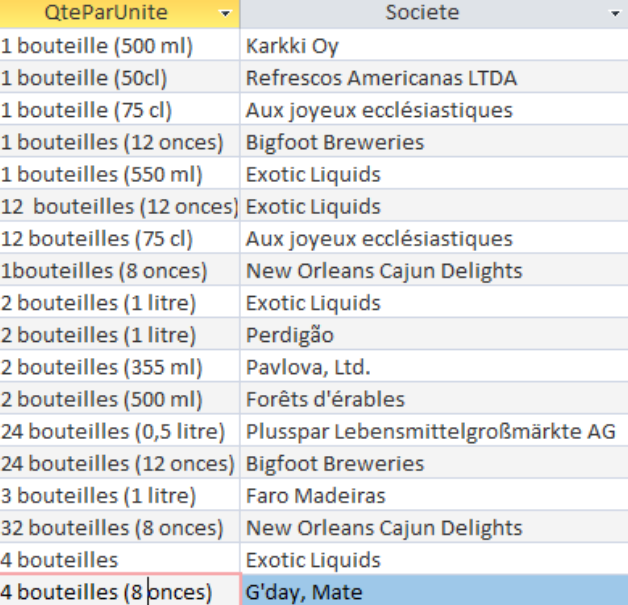 QteParUnite Societe
1 bouteille (500 ml) Karkki Oy
1 bouteille (50cl) Refrescos Americanas LTDA
1 bouteille (75 cl) Aux joyeux ecclésiastiques
1 bouteilles (12 onces) Bigfoot Breweries
1 bouteilles (550 ml) Exotic Liquids
12  bouteilles (12 onces) Exotic Liquids
12 bouteilles (75 cl) Aux joyeux ecclésiastiques
1bouteilles (8 onces) New Orleans Cajun Delights
2 bouteilles (1 litre) Exotic Liquids
2 bouteilles (1 litre) Perdigão
2 bouteilles (355 ml) Pavlova, Ltd.
2 bouteilles (500 ml) Forêts d'érables
24 bouteilles (0,5 litre) Plusspar Lebensmittelgroßmärkte AG
24 bouteilles (12 onces) Bigfoot Breweries
3 bouteilles (1 litre) Faro Madeiras
32 bouteilles (8 onces) New Orleans Cajun Delights
4 bouteilles Exotic Liquids
4 bouteilles (8 onces) G'day, Mate